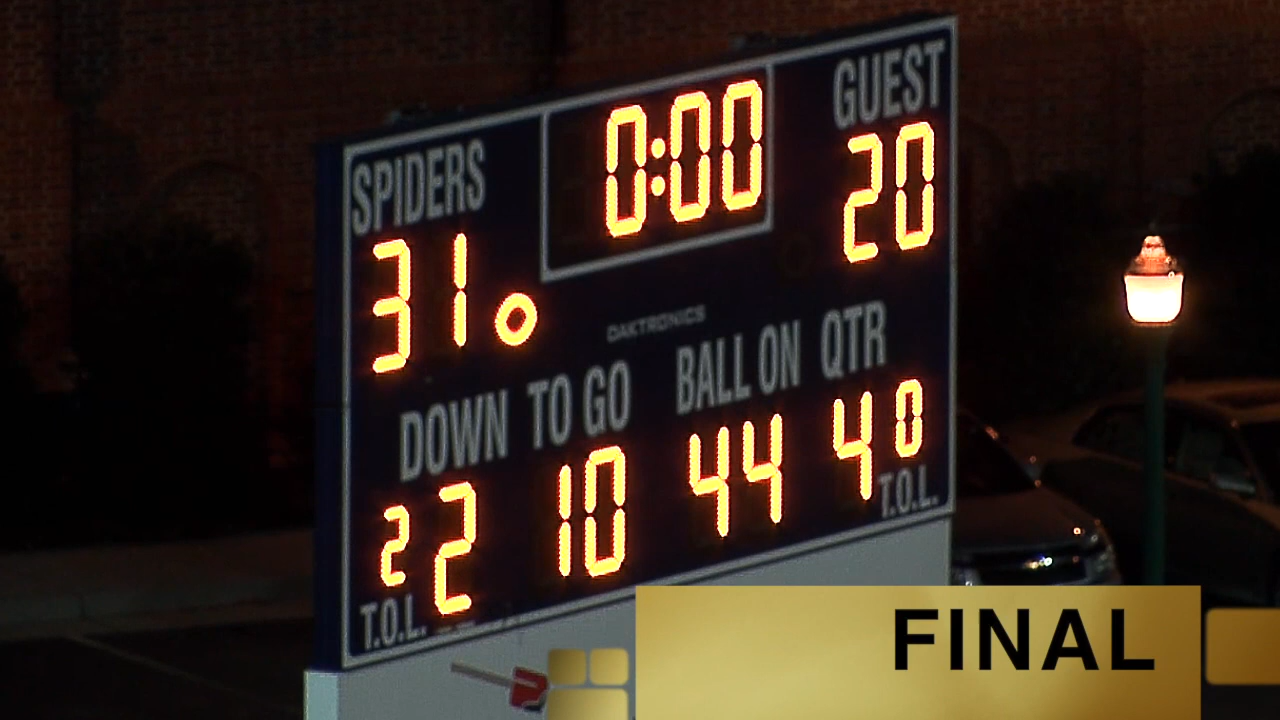 SPIDERS 0:00 GUEST
31 20
DAKTRONICS
DOWN TO GO BALL ON QTR
2 2 10 44 4 0
T.O.L. T.O.L.
FINAL